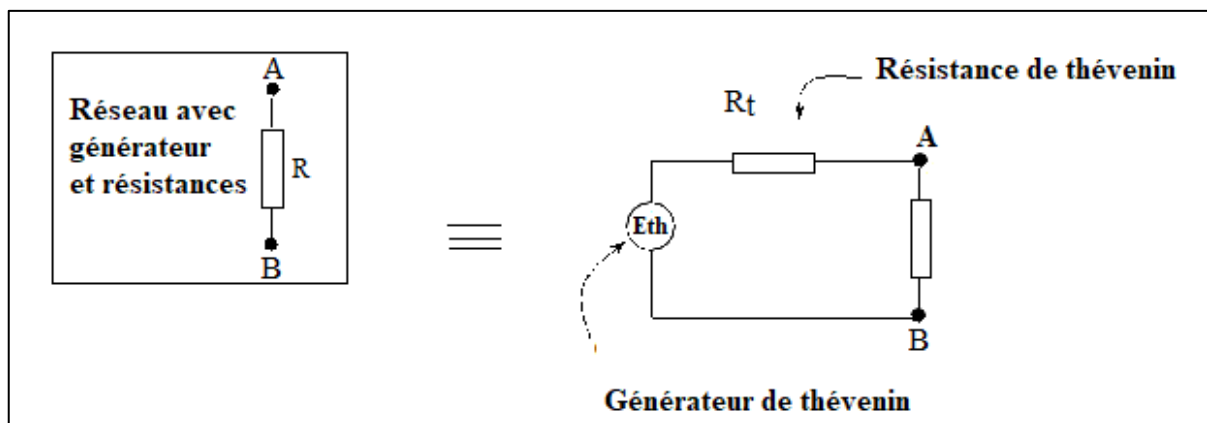 A
Réseau avec
générateur
et résistances
R
B
Résistance de thévenin
Rt
A
Eth
B
Générateur de thévenin